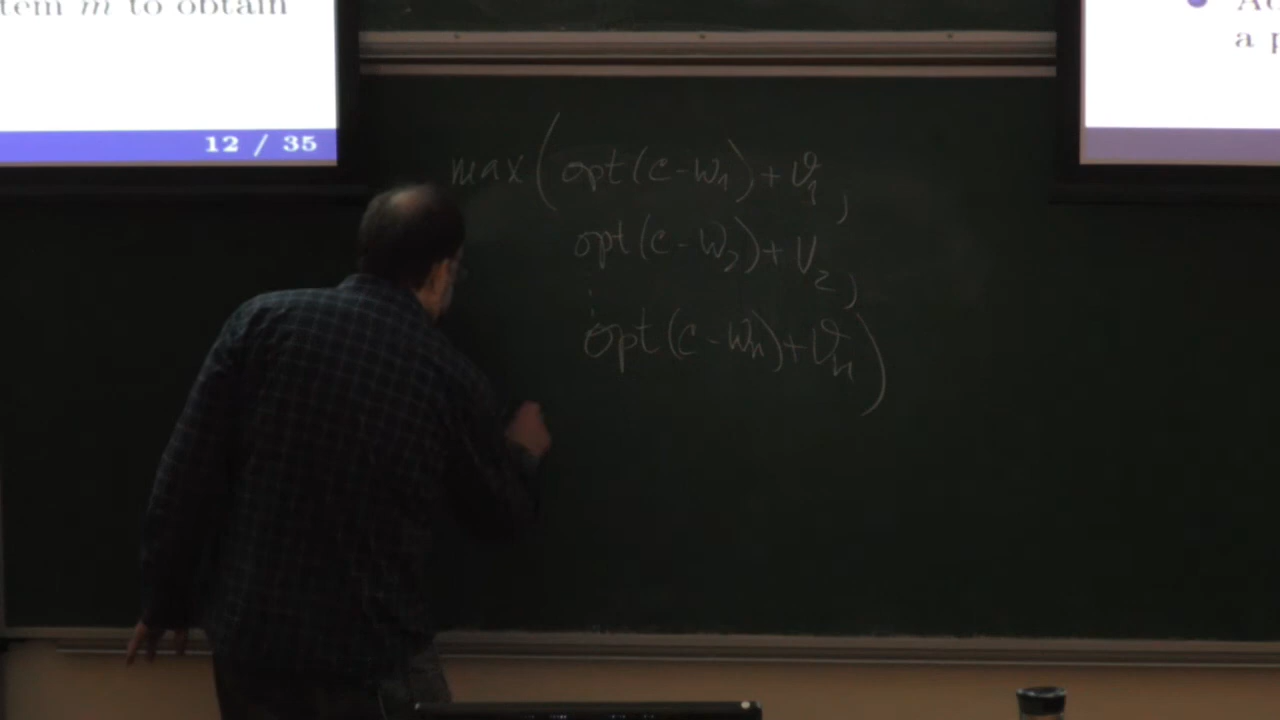 tem m to obtain
12 / 35
a p
max(opt(c-w₁)+v₁,
opt(c-w₂)+v₂,
⋮
opt(c-wₙ)+vₙ)